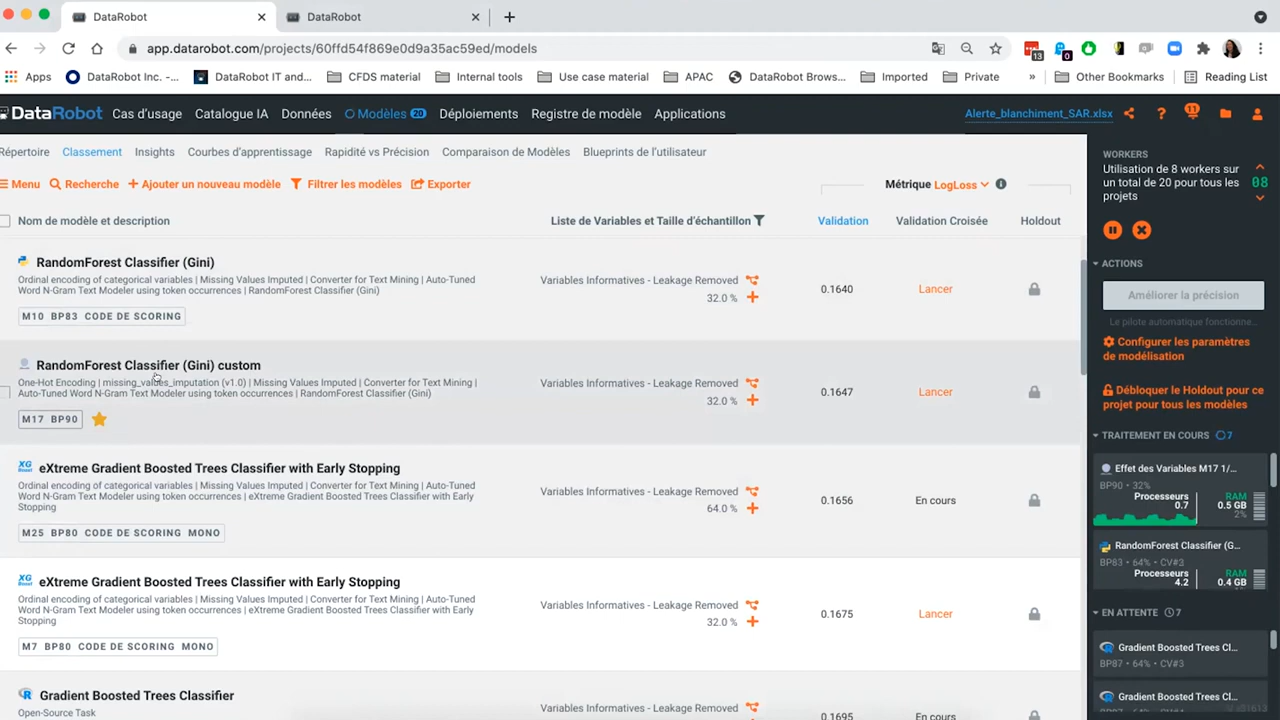 DataRobot
DataRobot
app.datarobot.com/projects/60ffd54f869e0d9a35ac59ed/models
13
0
Apps
DataRobot Inc. -...
DataRobot IT and...
CFDS material
Internal tools
Use case material
APAC
DataRobot Brows...
Imported
Private
»
Other Bookmarks
Reading List
DataRobot
Cas d'usage
Catalogue IA
Données
Modèles 20
Déploiements
Registre de modèle
Applications
Alerte_blanchiment_SAR.xlsx
11
Répertoire
Classement
Insights
Courbes d'apprentissage
Rapidité vs Précision
Comparaison de Modèles
Blueprints de l'utilisateur
Menu
Recherche
Ajouter un nouveau modèle
Filtrer les modèles
Exporter
Métrique LogLoss
Nom de modèle et description
Liste de Variables et Taille d'échantillon
Validation
Validation Croisée
Holdout
RandomForest Classifier (Gini)
Ordinal encoding of categorical variables | Missing Values Imputed | Converter for Text Mining | Auto-Tuned
Word N-Gram Text Modeler using token occurrences | RandomForest Classifier (Gini)
M10 BP83 CODE DE SCORING
Variables Informatives - Leakage Removed
32.0 %
0.1640
Lancer
RandomForest Classifier (Gini) custom
One-Hot Encoding | missing_values_imputation (v1.0) | Missing Values Imputed | Converter for Text Mining |
Auto-Tuned Word N-Gram Text Modeler using token occurrences | RandomForest Classifier (Gini)
M17 BP90
Variables Informatives - Leakage Removed
32.0 %
0.1647
Lancer
XG Boost
eXtreme Gradient Boosted Trees Classifier with Early Stopping
Ordinal encoding of categorical variables | Missing Values Imputed | Converter for Text Mining | Auto-Tuned
Word N-Gram Text Modeler using token occurrences | eXtreme Gradient Boosted Trees Classifier with Early
Stopping
M25 BP80 CODE DE SCORING MONO
Variables Informatives - Leakage Removed
64.0 %
0.1656
En cours
XG Boost
eXtreme Gradient Boosted Trees Classifier with Early Stopping
Ordinal encoding of categorical variables | Missing Values Imputed | Converter for Text Mining | Auto-Tuned
Word N-Gram Text Modeler using token occurrences | eXtreme Gradient Boosted Trees Classifier with Early
Stopping
M7 BP80 CODE DE SCORING MONO
Variables Informatives - Leakage Removed
32.0 %
0.1675
Lancer
Gradient Boosted Trees Classifier
Open-Source Task
Variables Informatives - Leakage Removed
0.1695
En cours
WORKERS
Utilisation de 8 workers sur
un total de 20 pour tous les
projets
08
ACTIONS
Améliorer la précision
Le pilote automatique fonctionne...
Configurer les paramètres
de modélisation
Débloquer le Holdout pour ce
projet pour tous les modèles
TRAITEMENT EN COURS 7
Effet des Variables M17 1/...
BP90 • 32%
Processeurs
0.7
RAM
0.5 GB
2%
RandomForest Classifier (G...
BP83 • 64% • CV#3
Processeurs
4.2
RAM
0.4 GB
EN ATTENTE 7
Gradient Boosted Trees Cl...
BP87 • 64% • CV#3
Gradient Boosted Trees Cl...